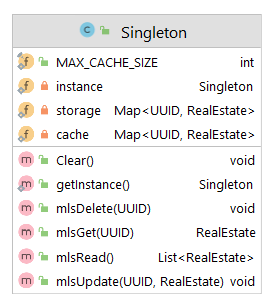 Singleton
MAX_CACHE_SIZE int
instance Singleton
storage Map<UUID, RealEstate>
cache Map<UUID, RealEstate>
Clear() void
getInstance() Singleton
mlsDelete(UUID) void
mlsGet(UUID) RealEstate
mlsRead() List<RealEstate>
mlsUpdate(UUID, RealEstate) void